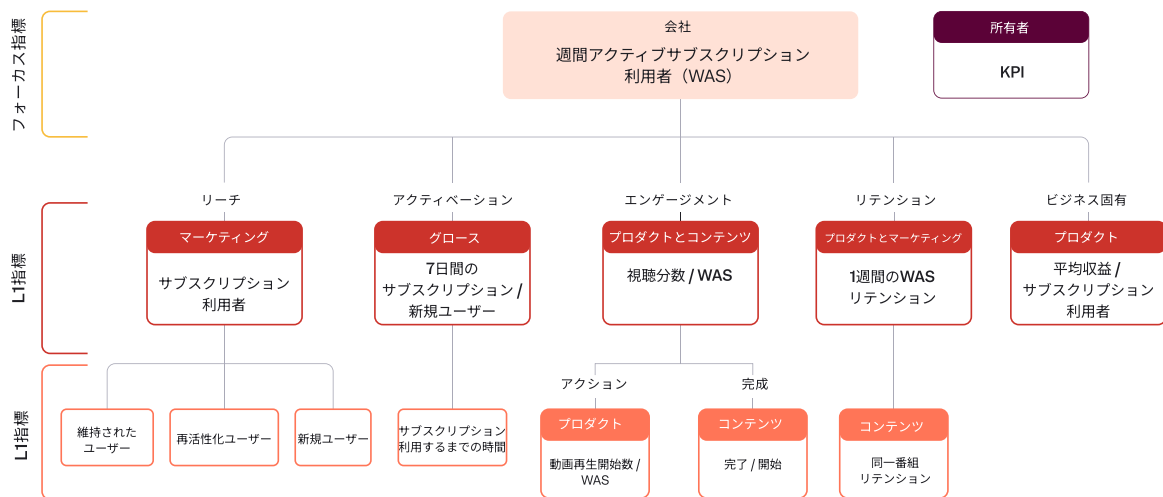 フォーカス指標
会社
週間アクティブサブスクリプション
利用者（WAS）
所有者
KPI
L1指標
リーチ
アクティベーション
エンゲージメント
リテンション
ビジネス固有
マーケティング
サブスクリプション
利用者
グロース
7日間の
サブスクリプション /
新規ユーザー
プロダクトとコンテンツ
視聴分数 / WAS
プロダクトとマーケティング
1週間のWAS
リテンション
プロダクト
平均収益 /
サブスクリプション
利用者
L1指標
維持された
ユーザー
再活性化ユーザー
新規ユーザー
サブスクリプション
利用するまでの時間
アクション
プロダクト
動画再生開始数 /
WAS
完成
コンテンツ
完了 / 開始
コンテンツ
同一番組
リテンション